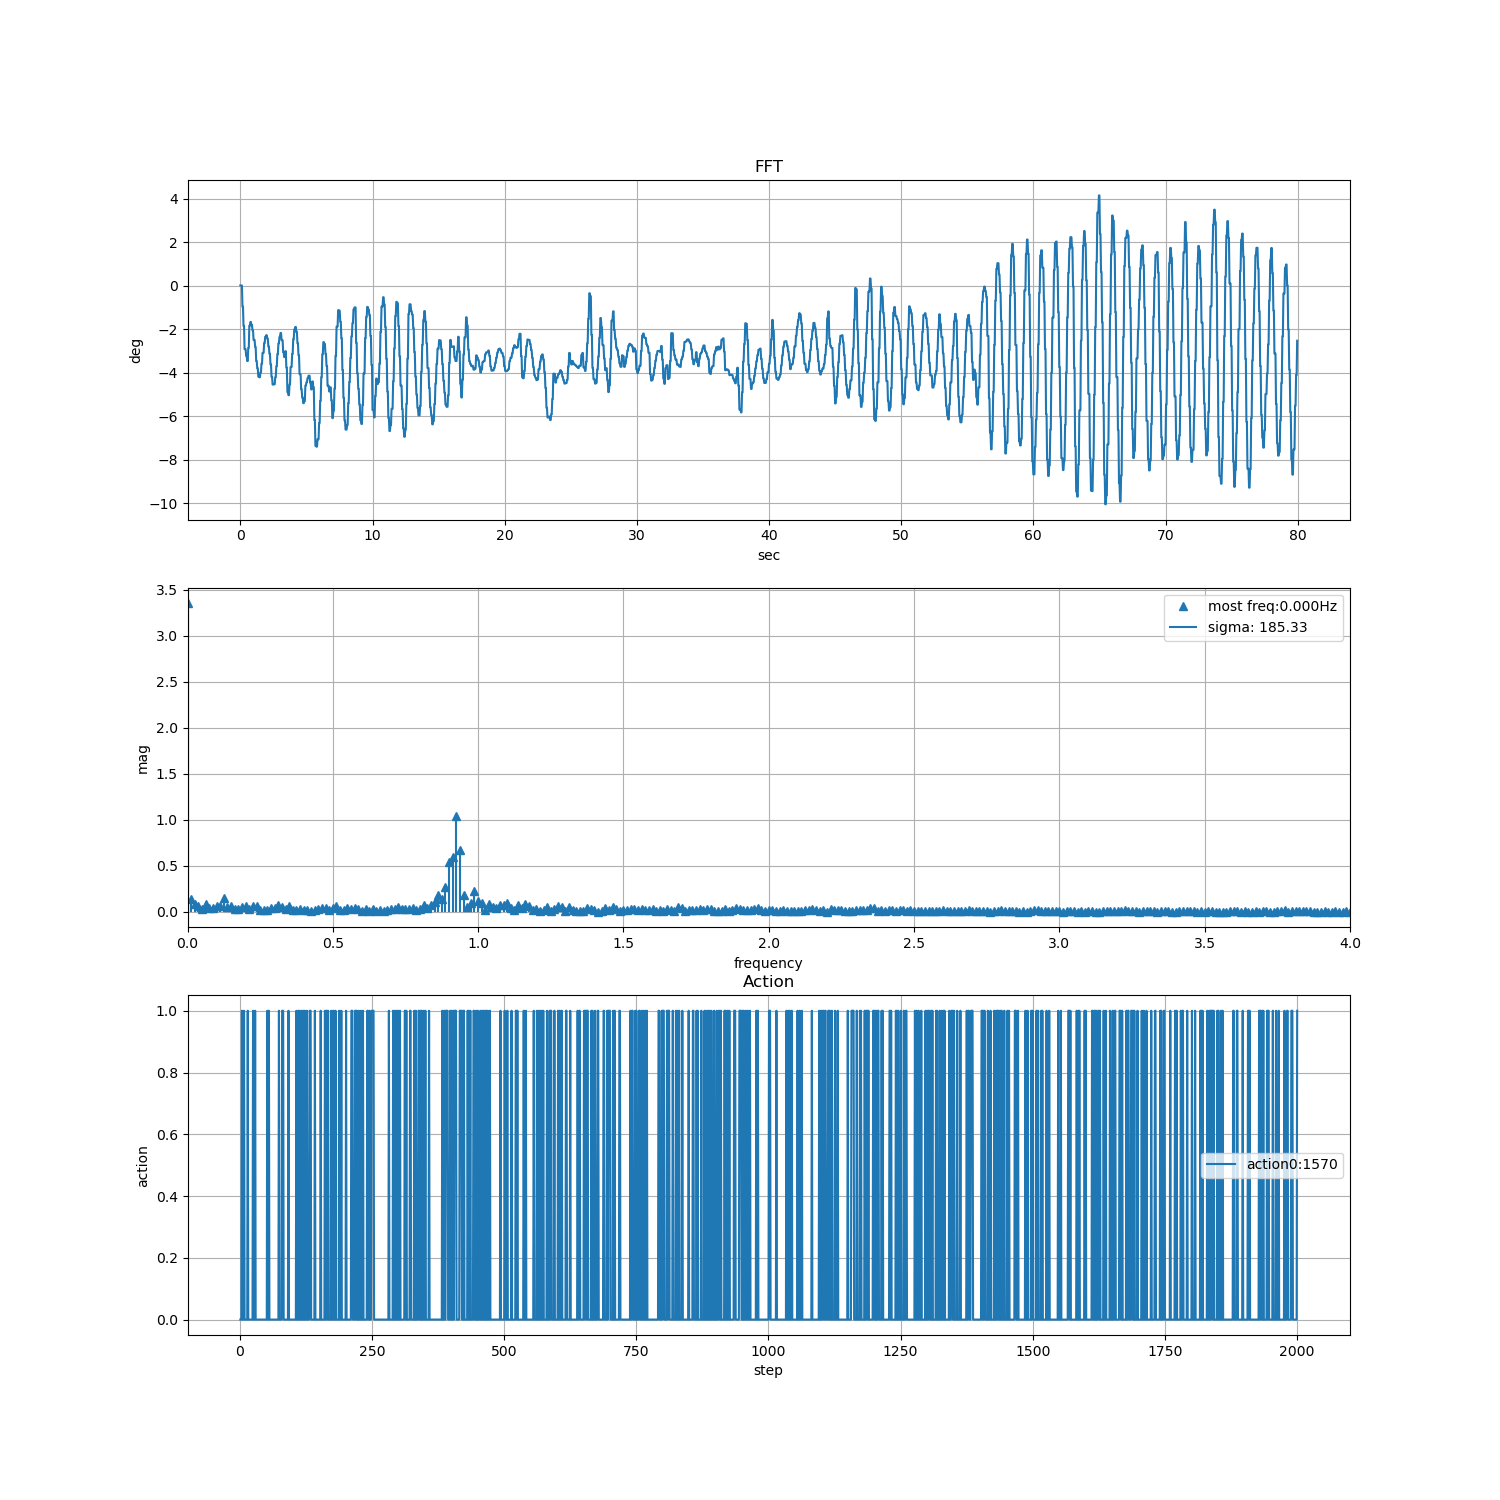 FFT
4
2
0
−2
−4
−6
−8
−10
deg
0 10 20 30 40 50 60 70 80
sec
3.5
3.0
2.5
2.0
1.5
1.0
0.5
0.0
mag
most freq:0.000Hz
sigma: 185.33
0.0 0.5 1.0 1.5 2.0 2.5 3.0 3.5 4.0
frequency
Action
1.0
0.8
0.6
0.4
0.2
0.0
action
action0:1570
0 250 500 750 1000 1250 1500 1750 2000
step